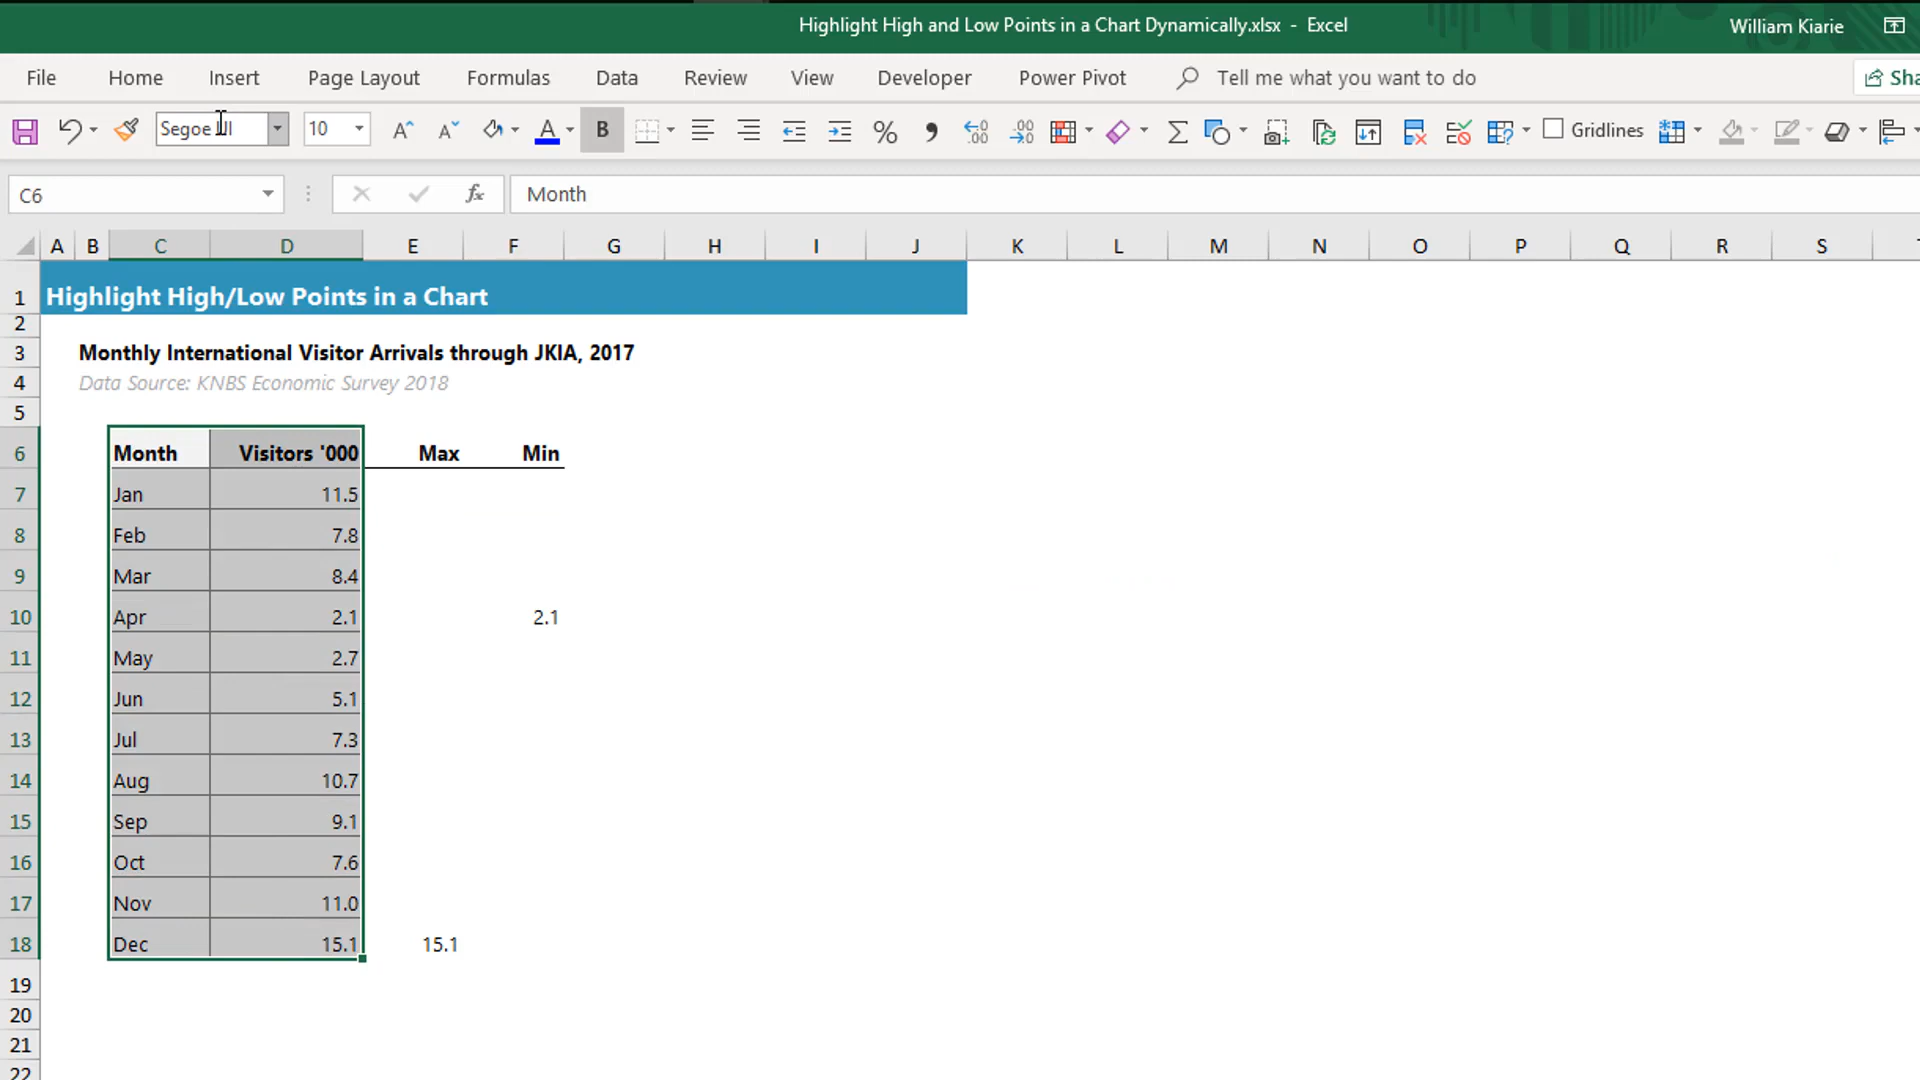 Highlight High and Low Points in a Chart Dynamically.xlsx - Excel
William Kiarie
File Home Insert Page Layout Formulas Data Review View Developer Power Pivot Tell me what you want to do Sha
Segoe UI 10 A A A B % Gridlines
C6 fx Month
A B C D E F G H I J K L M N O P Q R S
1 Highlight High/Low Points in a Chart
2
3 Monthly International Visitor Arrivals through JKIA, 2017
4 Data Source: KNBS Economic Survey 2018
5
6 Month Visitors '000 Max Min
7 Jan 11.5
8 Feb 7.8
9 Mar 8.4
10 Apr 2.1 2.1
11 May 2.7
12 Jun 5.1
13 Jul 7.3
14 Aug 10.7
15 Sep 9.1
16 Oct 7.6
17 Nov 11.0
18 Dec 15.1 15.1
19
20
21
22